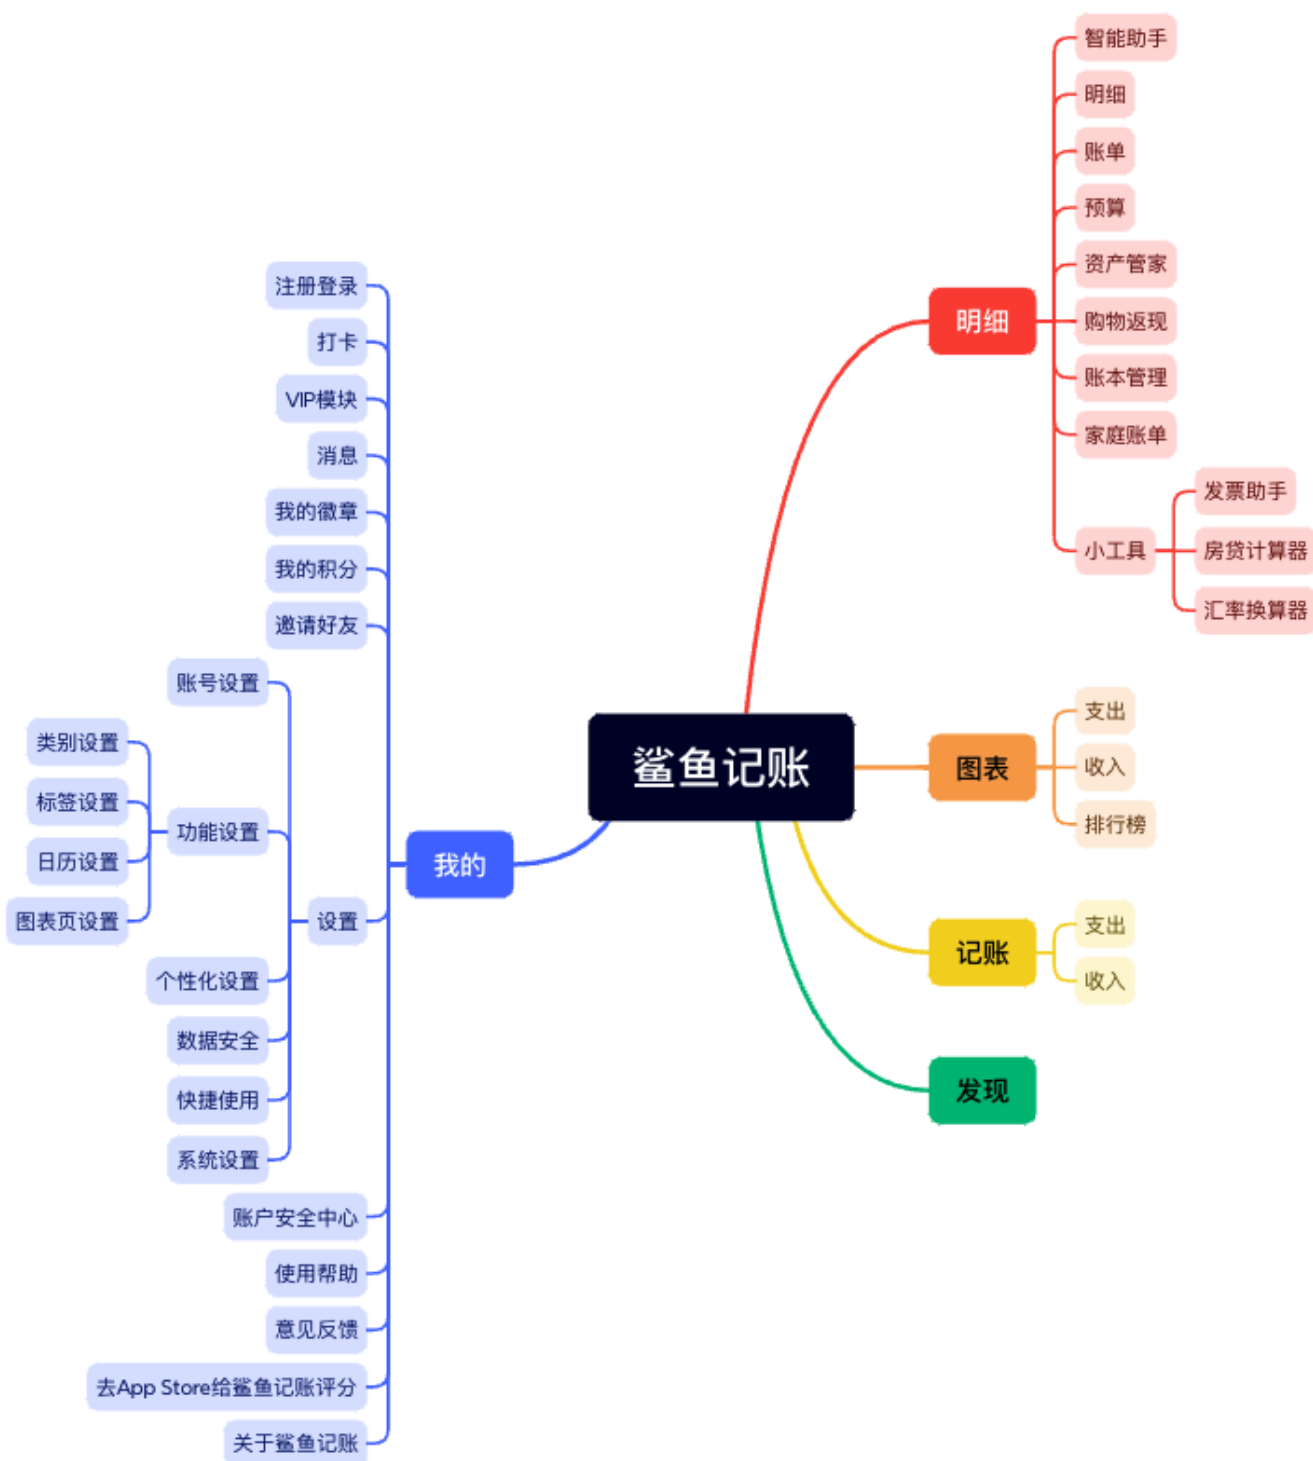 鲨鱼记账
明细
智能助手
明细
账单
预算
资产管家
购物返现
账本管理
家庭账单
小工具
发票助手
房贷计算器
汇率换算器
图表
支出
收入
排行榜
记账
支出
收入
发现
我的
注册登录
打卡
VIP模块
消息
我的徽章
我的积分
邀请好友
设置
账号设置
功能设置
类别设置
标签设置
日历设置
图表页设置
个性化设置
数据安全
快捷使用
系统设置
账户安全中心
使用帮助
意见反馈
去App Store给鲨鱼记账评分
关于鲨鱼记账